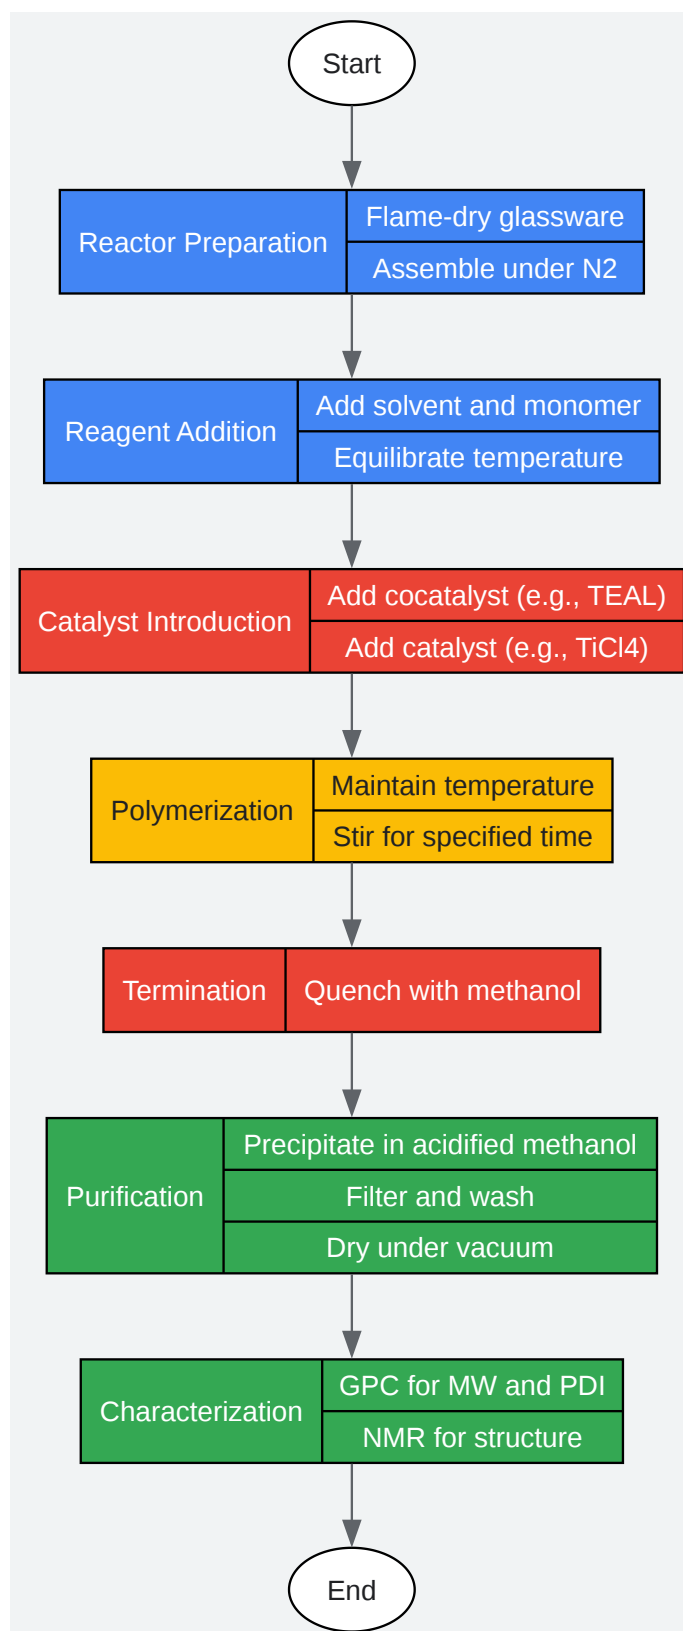 Start
Reactor Preparation
Flame-dry glassware
Assemble under N2
Reagent Addition
Add solvent and monomer
Equilibrate temperature
Catalyst Introduction
Add cocatalyst (e.g., TEAL)
Add catalyst (e.g., TiCl4)
Polymerization
Maintain temperature
Stir for specified time
Termination
Quench with methanol
Purification
Precipitate in acidified methanol
Filter and wash
Dry under vacuum
Characterization
GPC for MW and PDI
NMR for structure
End